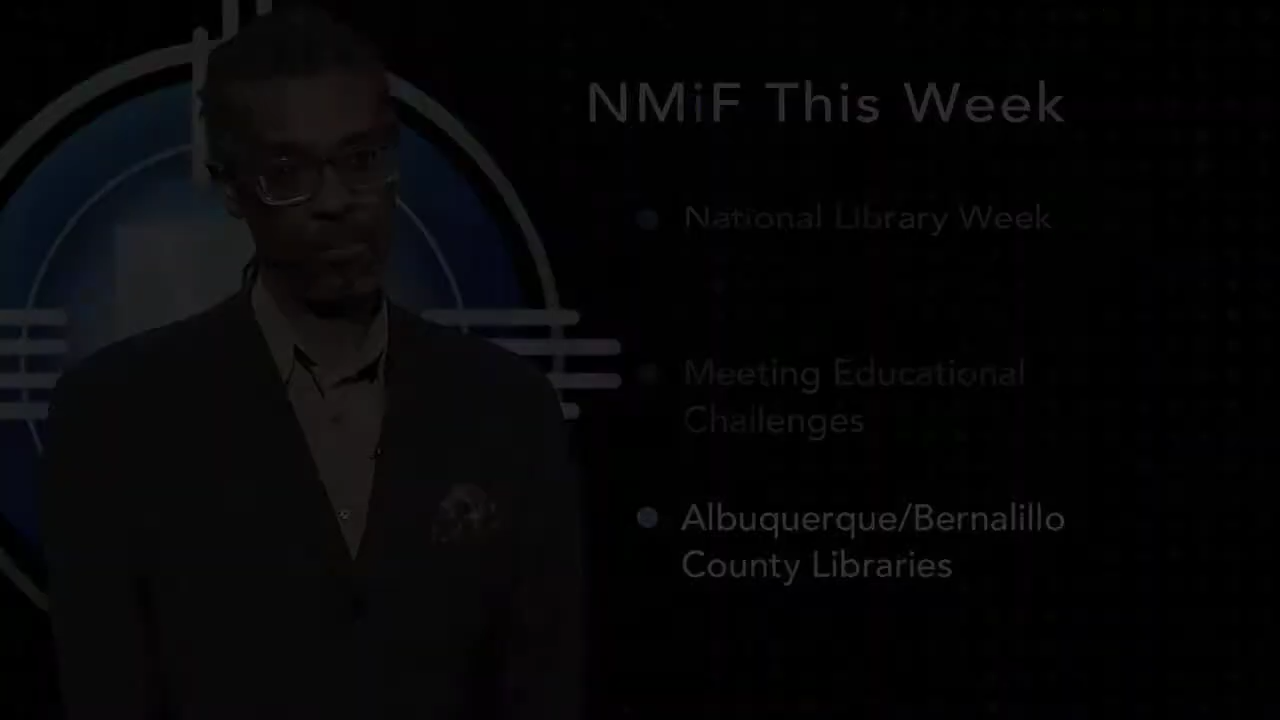 NMiF This Week
National Library Week
Meeting Educational
Challenges
Albuquerque/Bernalillo
County Libraries